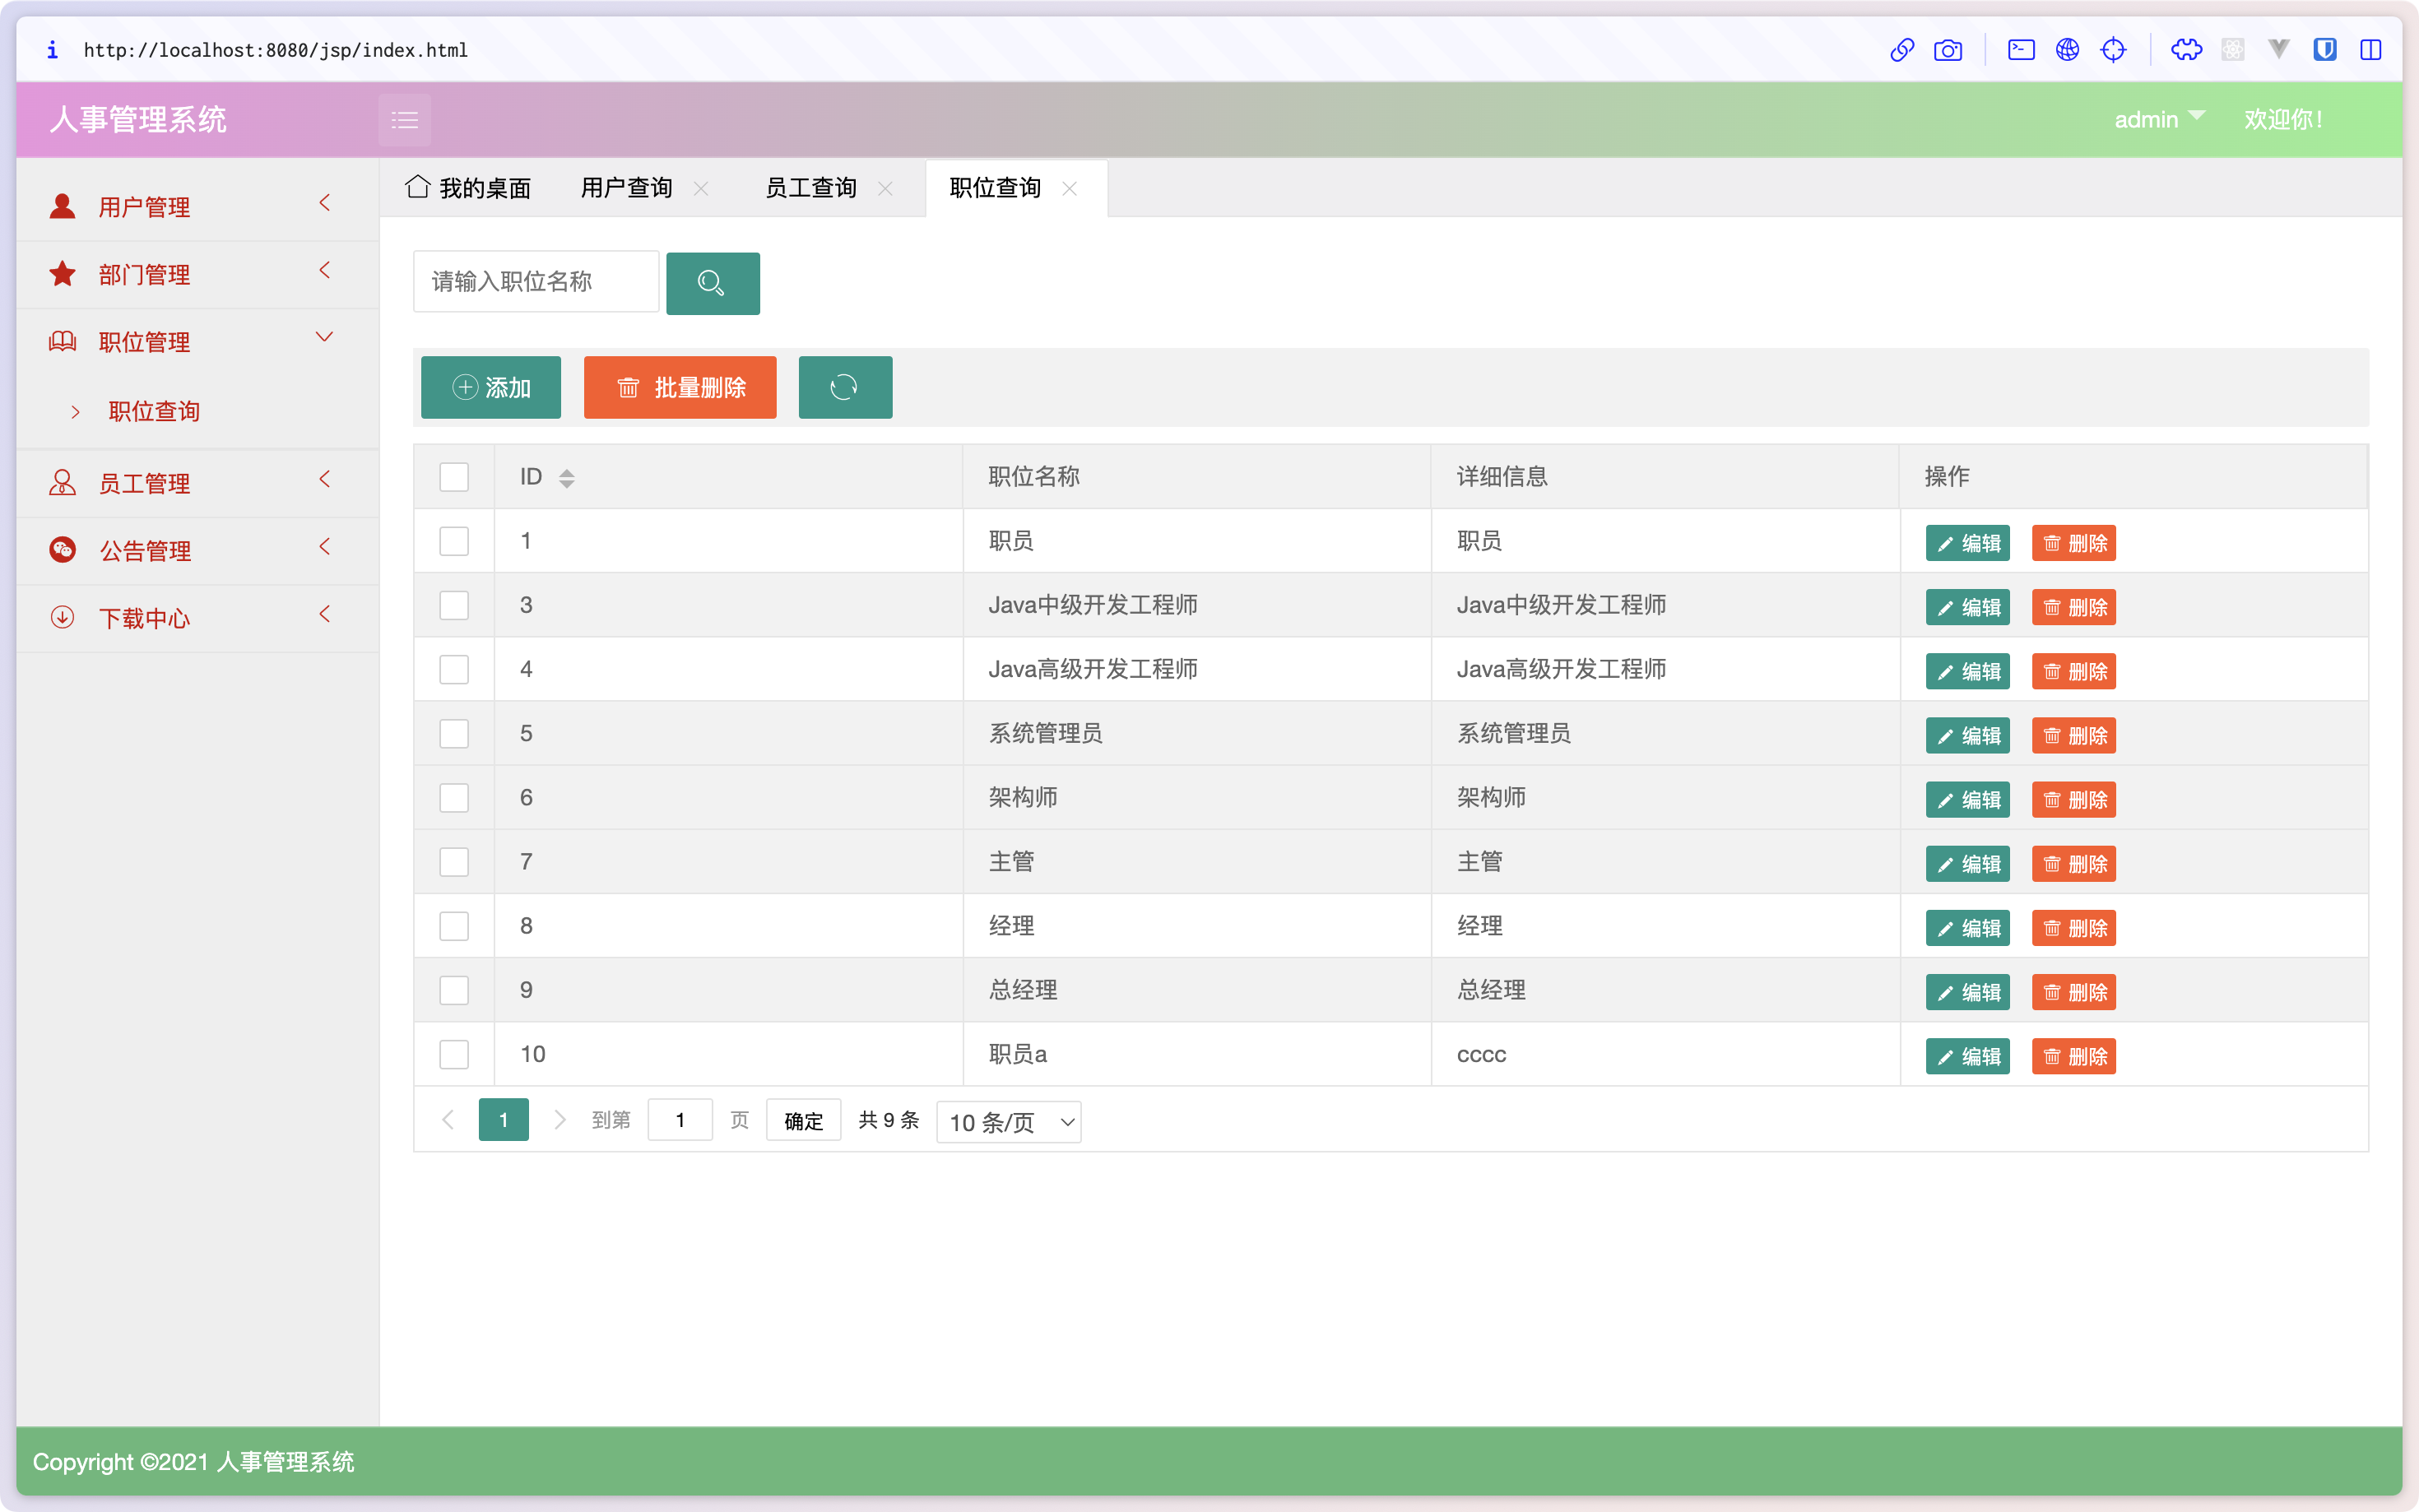 http://localhost:8080/jsp/index.html
人事管理系统
admin 欢迎你!
用户管理
部门管理
职位管理
职位查询
员工管理
公告管理
下载中心
我的桌面 用户查询 员工查询 职位查询
请输入职位名称
添加 批量删除
ID 职位名称 详细信息 操作
1 职员 职员 编辑 删除
3 Java中级开发工程师 Java中级开发工程师 编辑 删除
4 Java高级开发工程师 Java高级开发工程师 编辑 删除
5 系统管理员 系统管理员 编辑 删除
6 架构师 架构师 编辑 删除
7 主管 主管 编辑 删除
8 经理 经理 编辑 删除
9 总经理 总经理 编辑 删除
10 职员a cccc 编辑 删除
1 到第 1 页 确定 共 9 条 10 条/页
Copyright ©2021 人事管理系统